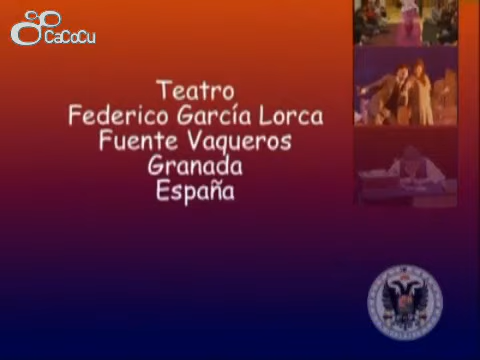 CaCoCu
Teatro
Federico García Lorca
Fuente Vaqueros
Granada
España